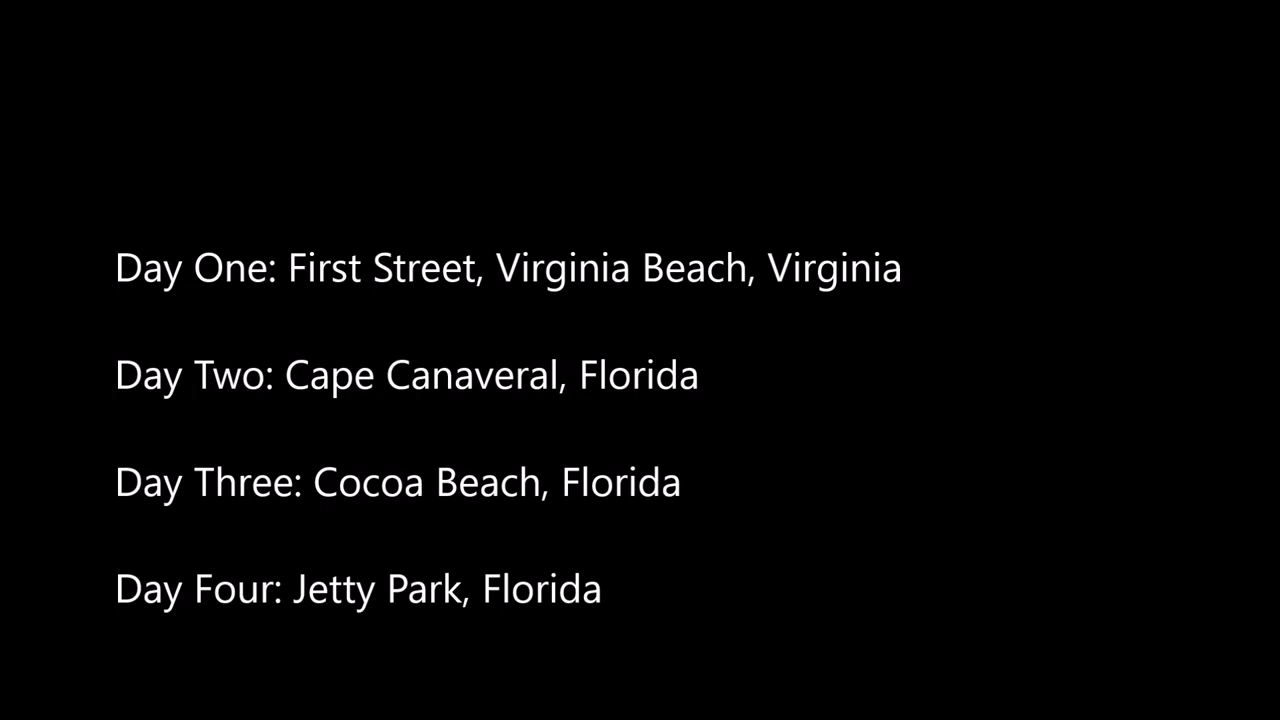 Day One: First Street, Virginia Beach, Virginia
Day Two: Cape Canaveral, Florida
Day Three: Cocoa Beach, Florida
Day Four: Jetty Park, Florida